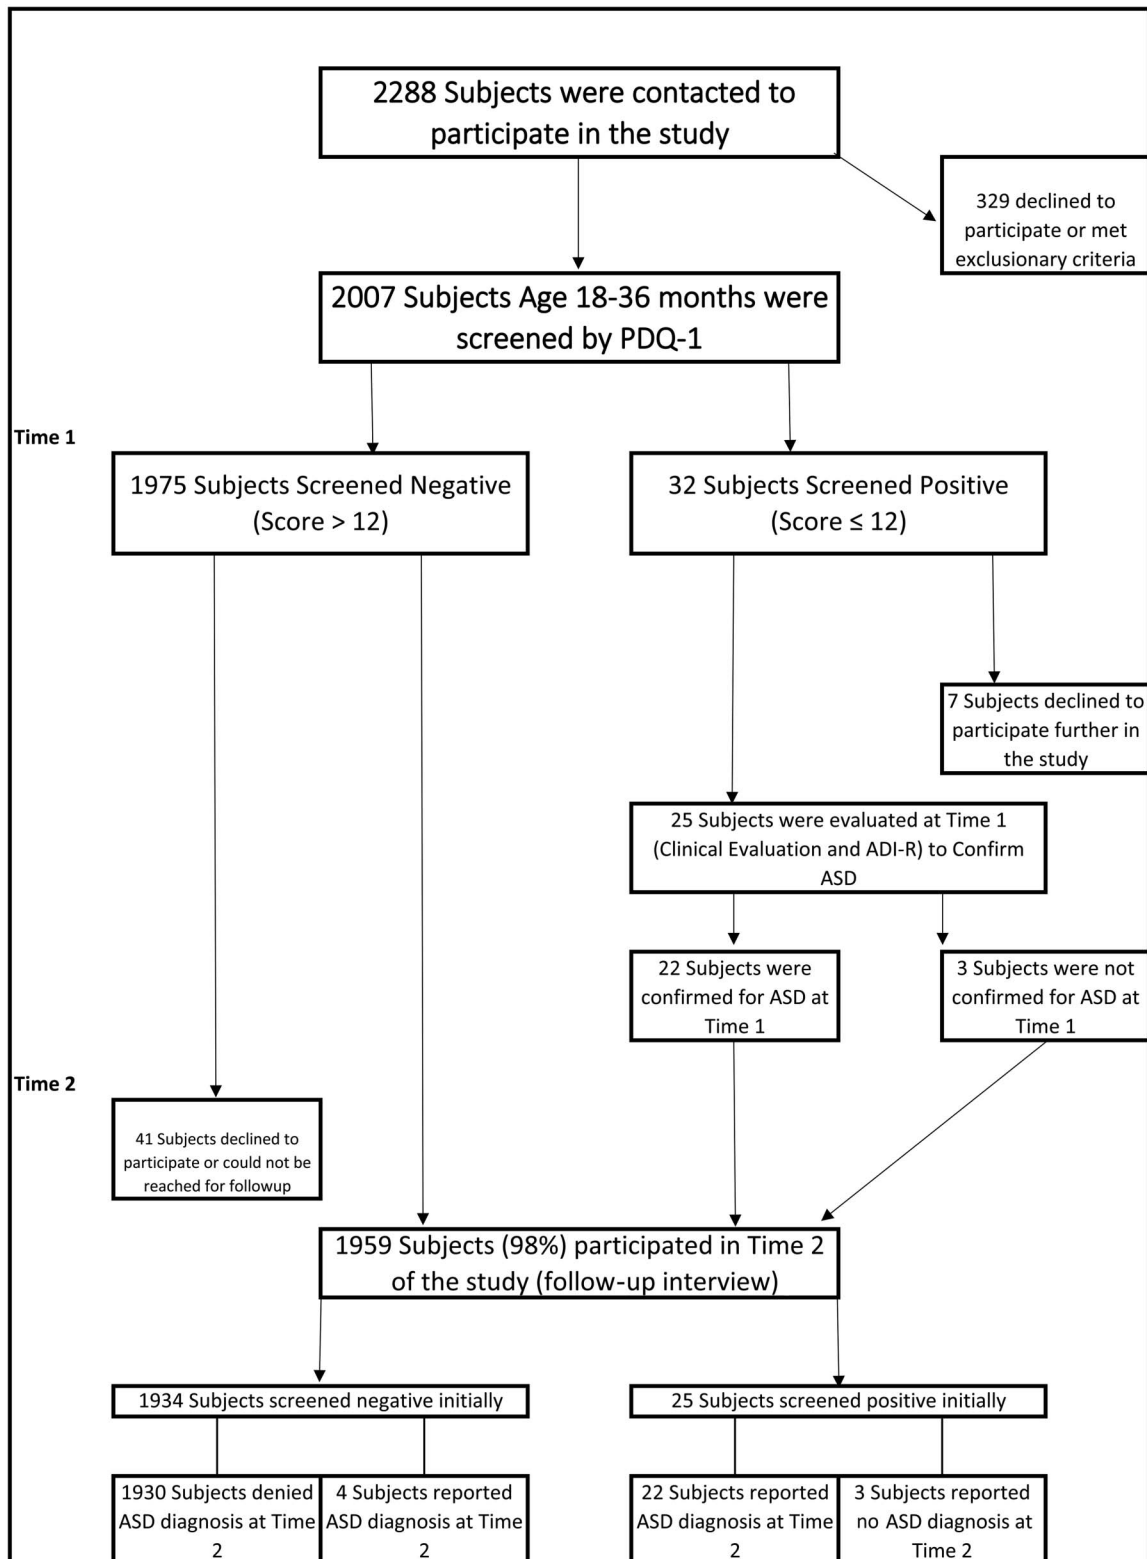 2288 Subjects were contacted to
participate in the study
329 declined to
participate or met
exclusionary criteria
2007 Subjects Age 18-36 months were
screened by PDQ-1
Time 1
1975 Subjects Screened Negative
(Score > 12)
32 Subjects Screened Positive
(Score ≤ 12)
7 Subjects declined to
participate further in
the study
25 Subjects were evaluated at Time 1
(Clinical Evaluation and ADI-R) to Confirm
ASD
22 Subjects were
confirmed for ASD at
Time 1
3 Subjects were not
confirmed for ASD at
Time 1
Time 2
41 Subjects declined to
participate or could not be
reached for followup
1959 Subjects (98%) participated in Time 2
of the study (follow-up interview)
1934 Subjects screened negative initially
25 Subjects screened positive initially
1930 Subjects denied
ASD diagnosis at Time
2
4 Subjects reported
ASD diagnosis at Time
2
22 Subjects reported
ASD diagnosis at Time
2
3 Subjects reported
no ASD diagnosis at
Time 2